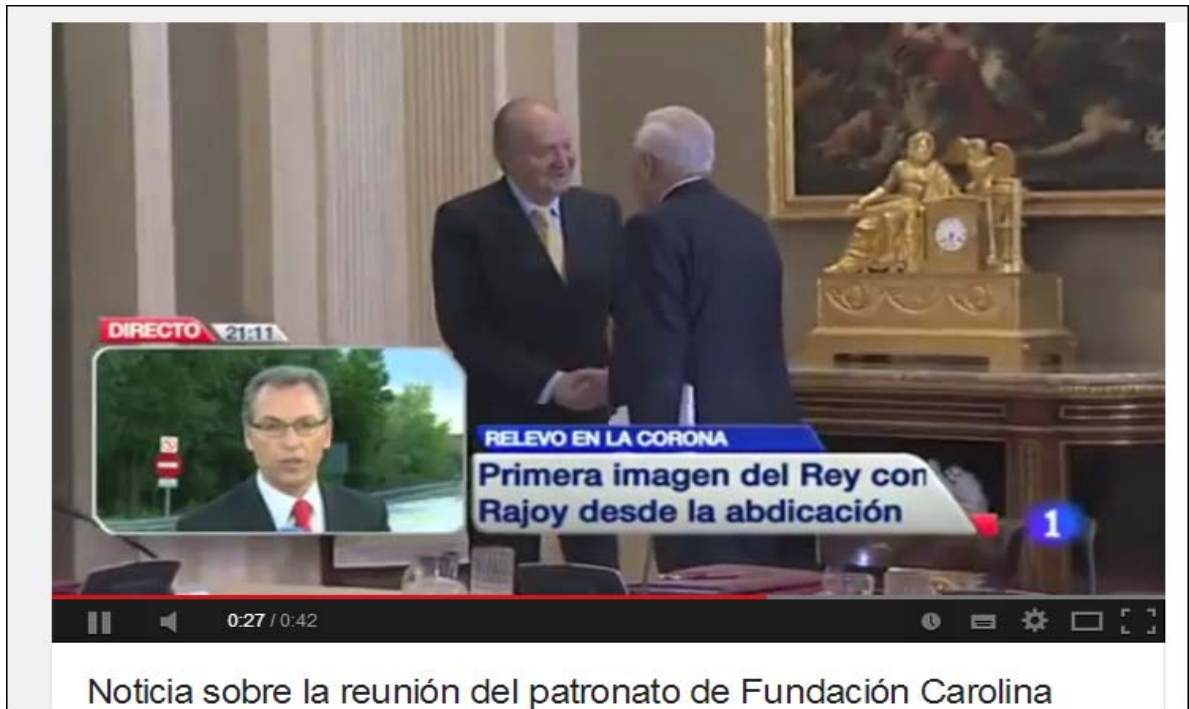 DIRECTO 21:11
RELEVO EN LA CORONA
Primera imagen del Rey con
Rajoy desde la abdicación
1
0:27 / 0:42
Noticia sobre la reunión del patronato de Fundación Carolina